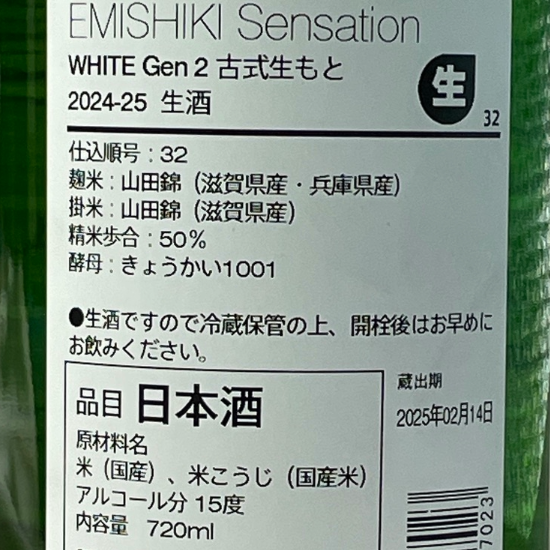 EMISHIKI Sensation
WHITE Gen 2 古式生もと
2024-25 生酒
生
32
仕込順号：32
麹米：山田錦（滋賀県産・兵庫県産）
掛米：山田錦（滋賀県産）
精米歩合：50％
酵母：きょうかい1001
●生酒ですので冷蔵保管の上、開栓後はお早めに
お飲みください。
品目 日本酒
原材料名
米（国産）、米こうじ（国産米）
アルコール分 15度
内容量 720ml
蔵出期
2025年02月14日
7023